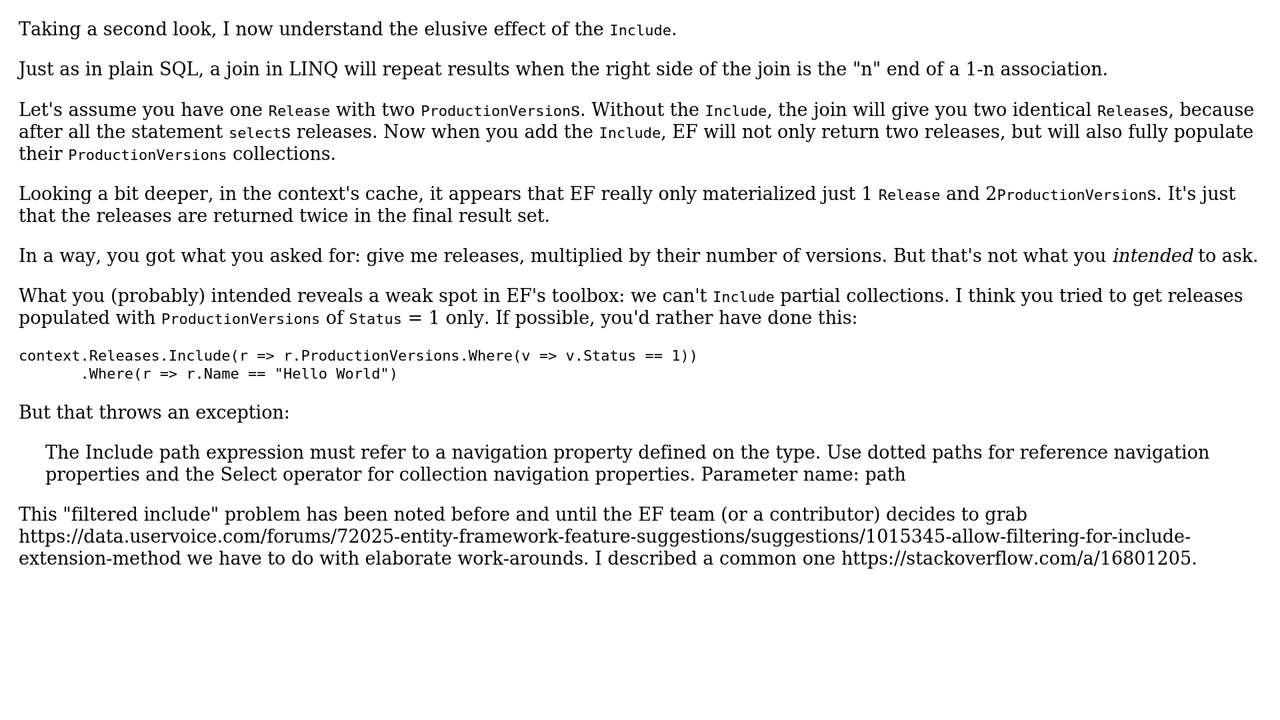 Taking a second look, I now understand the elusive effect of the Include.
Just as in plain SQL, a join in LINQ will repeat results when the right side of the join is the "n" end of a 1-n association.
Let's assume you have one Release with two ProductionVersions. Without the Include, the join will give you two identical Releases, because
after all the statement selects releases. Now when you add the Include, EF will not only return two releases, but will also fully populate
their ProductionVersions collections.
Looking a bit deeper, in the context's cache, it appears that EF really only materialized just 1 Release and 2ProductionVersions. It's just
that the releases are returned twice in the final result set.
In a way, you got what you asked for: give me releases, multiplied by their number of versions. But that's not what you intended to ask.
What you (probably) intended reveals a weak spot in EF's toolbox: we can't Include partial collections. I think you tried to get releases
populated with ProductionVersions of Status = 1 only. If possible, you'd rather have done this:
context.Releases.Include(r => r.ProductionVersions.Where(v => v.Status == 1))
       .Where(r => r.Name == "Hello World")
But that throws an exception:
The Include path expression must refer to a navigation property defined on the type. Use dotted paths for reference navigation
properties and the Select operator for collection navigation properties. Parameter name: path
This "filtered include" problem has been noted before and until the EF team (or a contributor) decides to grab
https://data.uservoice.com/forums/72025-entity-framework-feature-suggestions/suggestions/1015345-allow-filtering-for-include-
extension-method we have to do with elaborate work-arounds. I described a common one https://stackoverflow.com/a/16801205.